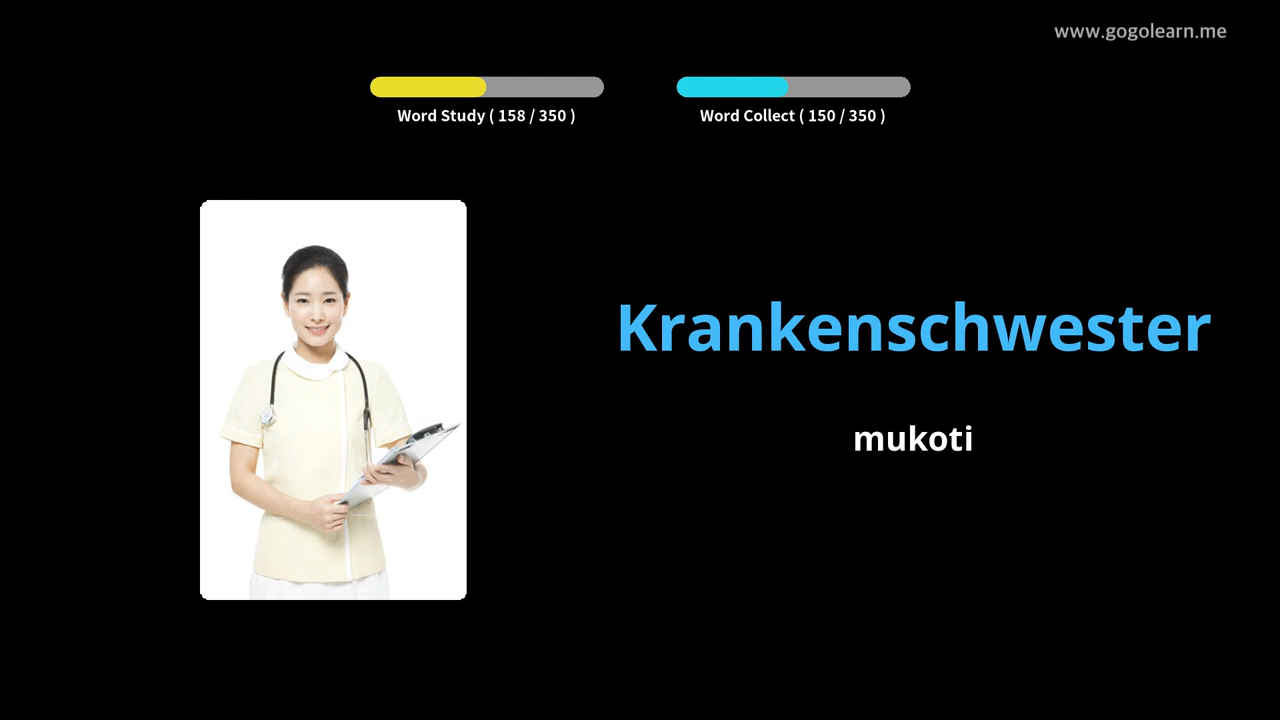 www.gogolearn.me
Word Study ( 158 / 350 )
Word Collect ( 150 / 350 )
Krankenschwester
mukoti